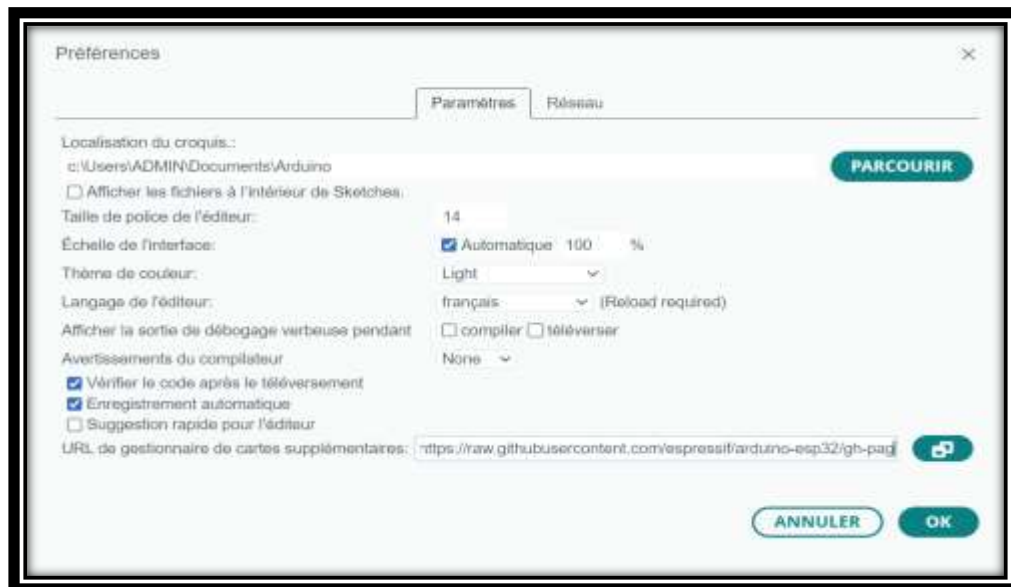 Préférences ×
Paramètres Réseau
Localisation du croquis.:
c:\Users\ADMIN\Documents\Arduino PARCOURIR
Afficher les fichiers à l'intérieur de Sketches.
Taille de police de l'éditeur: 14
Échelle de l'interface: Automatique 100 %
Thème de couleur: Light
Langage de l'éditeur: français (Reload required)
Afficher la sortie de débogage verbeuse pendant compiler téléverser
Avertissements du compilateur None
Vérifier le code après le téléversement
Enregistrement automatique
Suggestion rapide pour l'éditeur
URL de gestionnaire de cartes supplémentaires: https://raw.githubusercontent.com/espressif/arduino-esp32/gh-pag
ANNULER OK